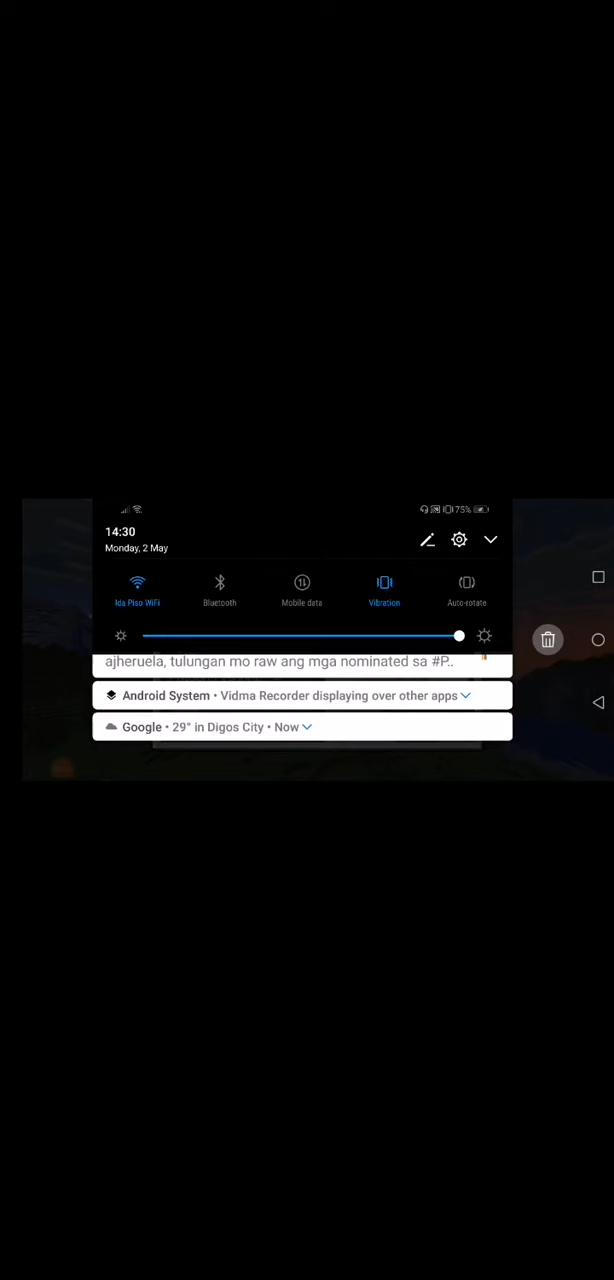 75%
14:30
Monday, 2 May
Ida Piso WiFi
Bluetooth
Mobile data
Vibration
Auto-rotate
ajheruela, tulungan mo raw ang mga nominated sa #P..
Android System • Vidma Recorder displaying over other apps
Google • 29° in Digos City • Now